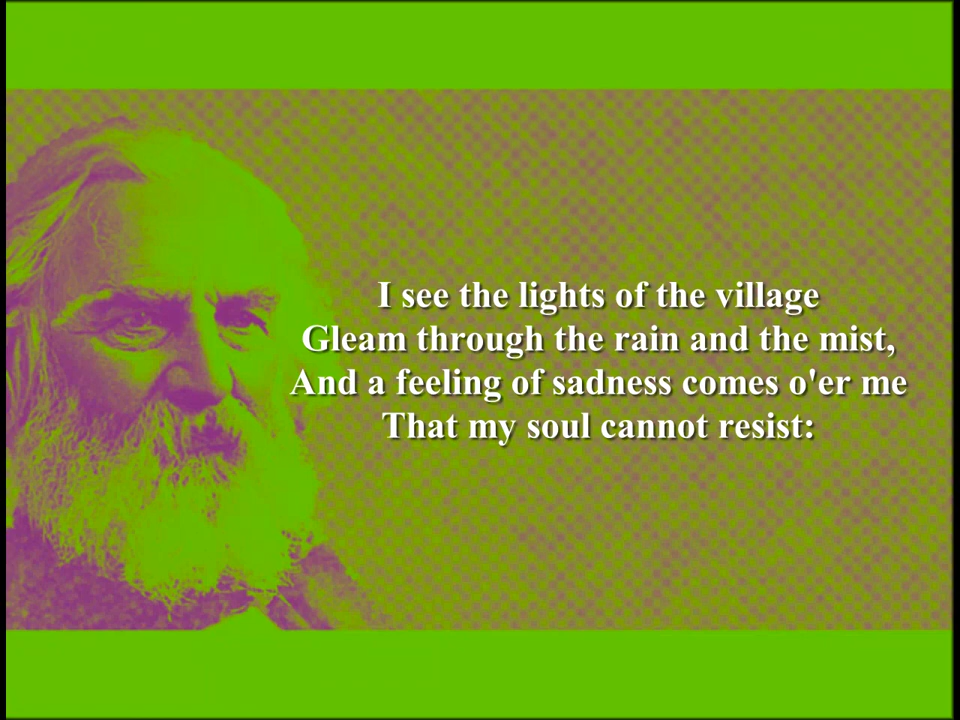 I see the lights of the village
Gleam through the rain and the mist,
And a feeling of sadness comes o'er me
That my soul cannot resist: